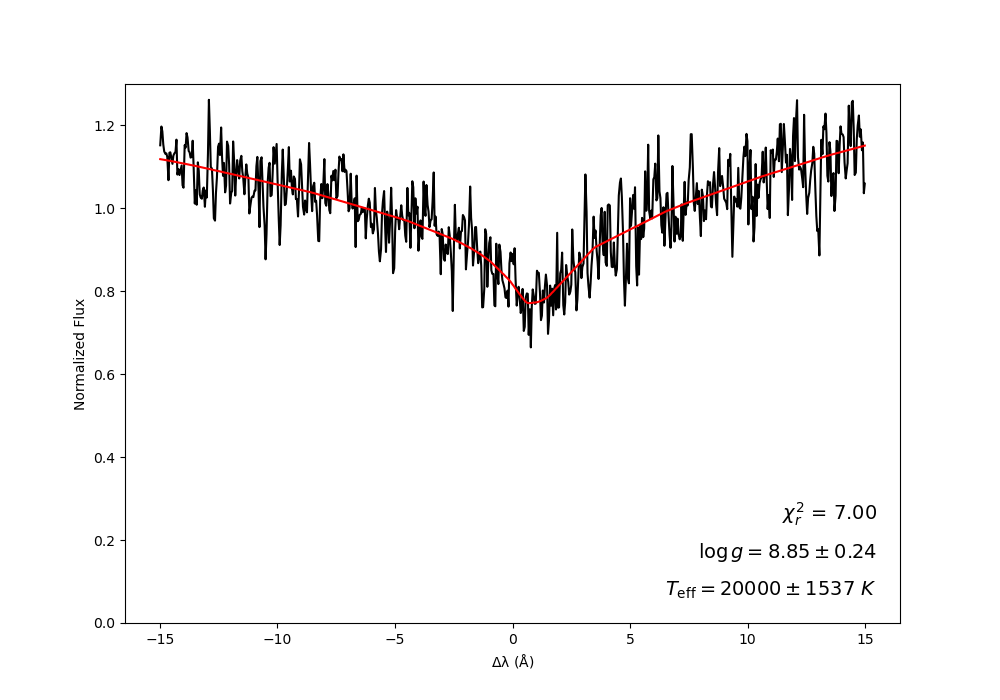 1.2
1.0
0.8
0.6
0.4
0.2
0.0
Normalized Flux
χ²ᵣ = 7.00
log g = 8.85 ± 0.24
T_eff = 20000 ± 1537 K
−15 −10 −5 0 5 10 15
Δλ (Å)